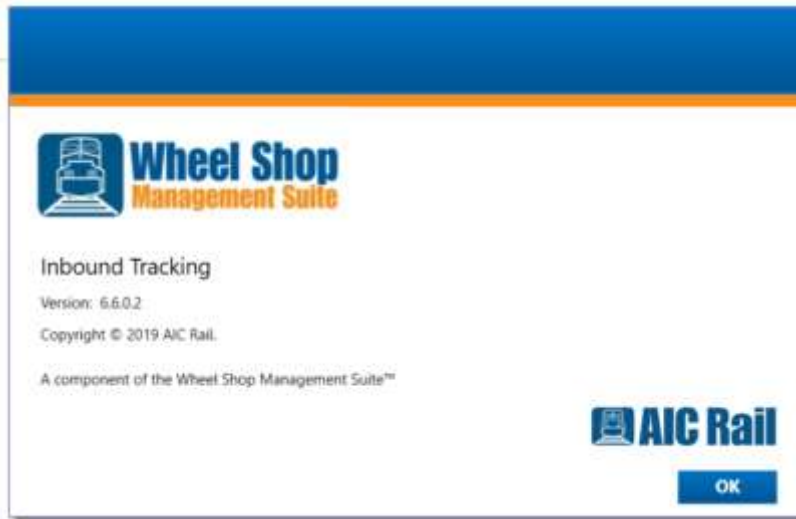 Wheel Shop
Management Suite
Inbound Tracking
Version: 6.6.0.2
Copyright © 2019 AIC Rail.
A component of the Wheel Shop Management Suite™
AIC Rail
OK